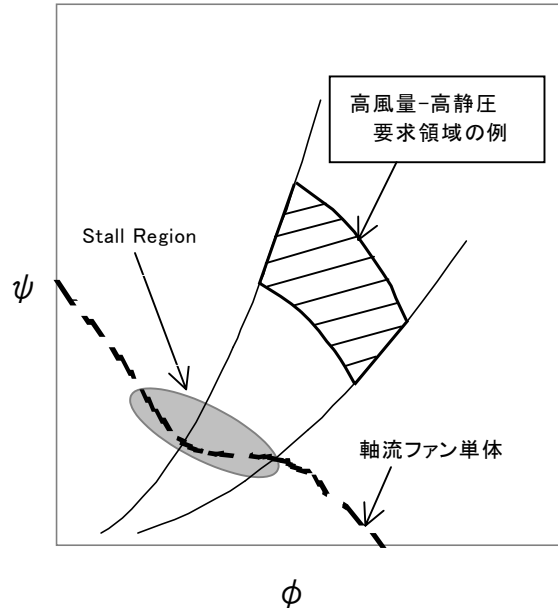 高風量-高静圧
要求領域の例
Stall Region
ψ
軸流ファン単体
ϕ